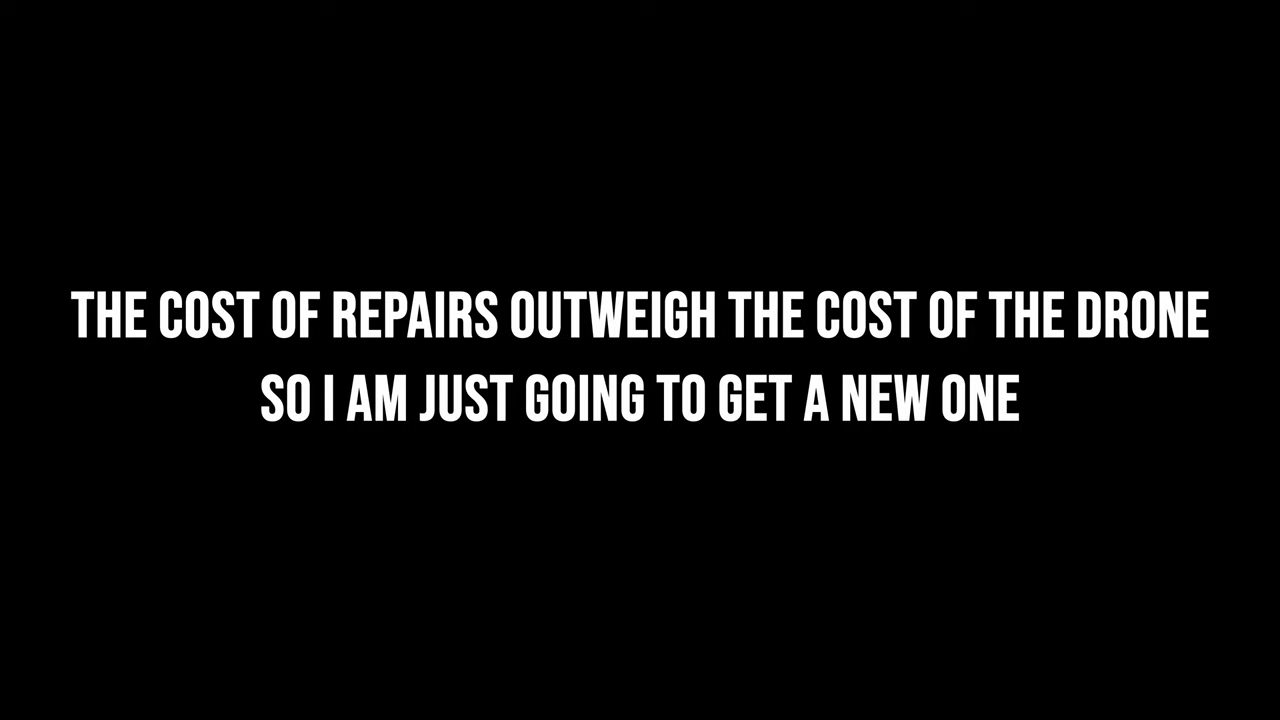 THE COST OF REPAIRS OUTWEIGH THE COST OF THE DRONE
SO I AM JUST GOING TO GET A NEW ONE